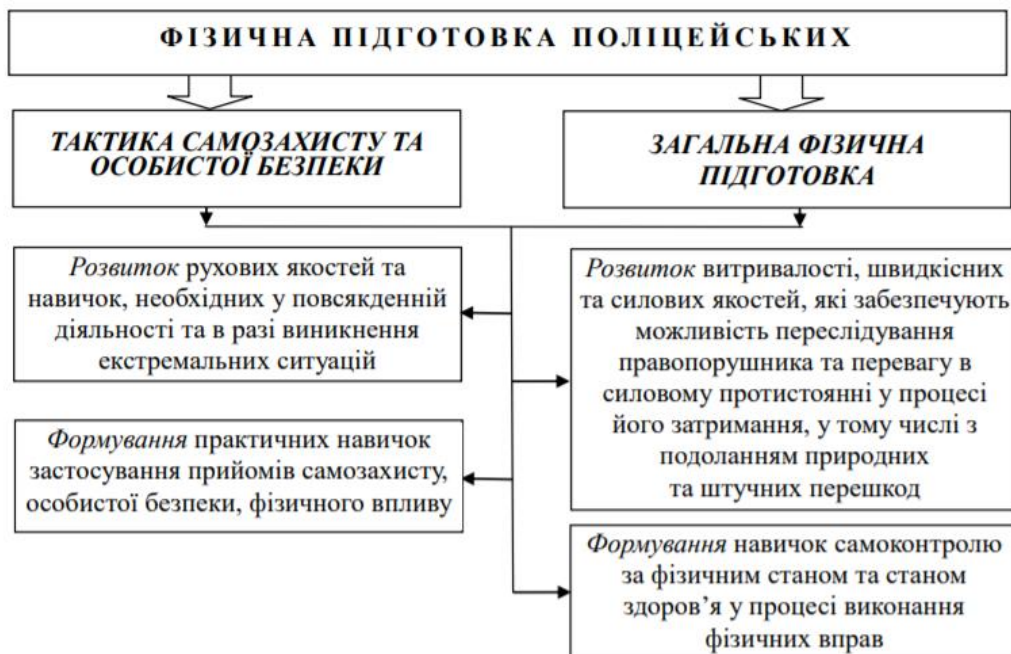 ФІЗИЧНА ПІДГОТОВКА ПОЛІЦЕЙСЬКИХ
ТАКТИКА САМОЗАХИСТУ ТА
ОСОБИСТОЇ БЕЗПЕКИ
ЗАГАЛЬНА ФІЗИЧНА
ПІДГОТОВКА
Розвиток рухових якостей та
навичок, необхідних у повсякденній
діяльності та в разі виникнення
екстремальних ситуацій
Формування практичних навичок
застосування прийомів самозахисту,
особистої безпеки, фізичного впливу
Розвиток витривалості, швидкісних
та силових якостей, які забезпечують
можливість переслідування
правопорушника та перевагу в
силовому протистоянні у процесі
його затримання, у тому числі з
подоланням природних
та штучних перешкод
Формування навичок самоконтролю
за фізичним станом та станом
здоров’я у процесі виконання
фізичних вправ